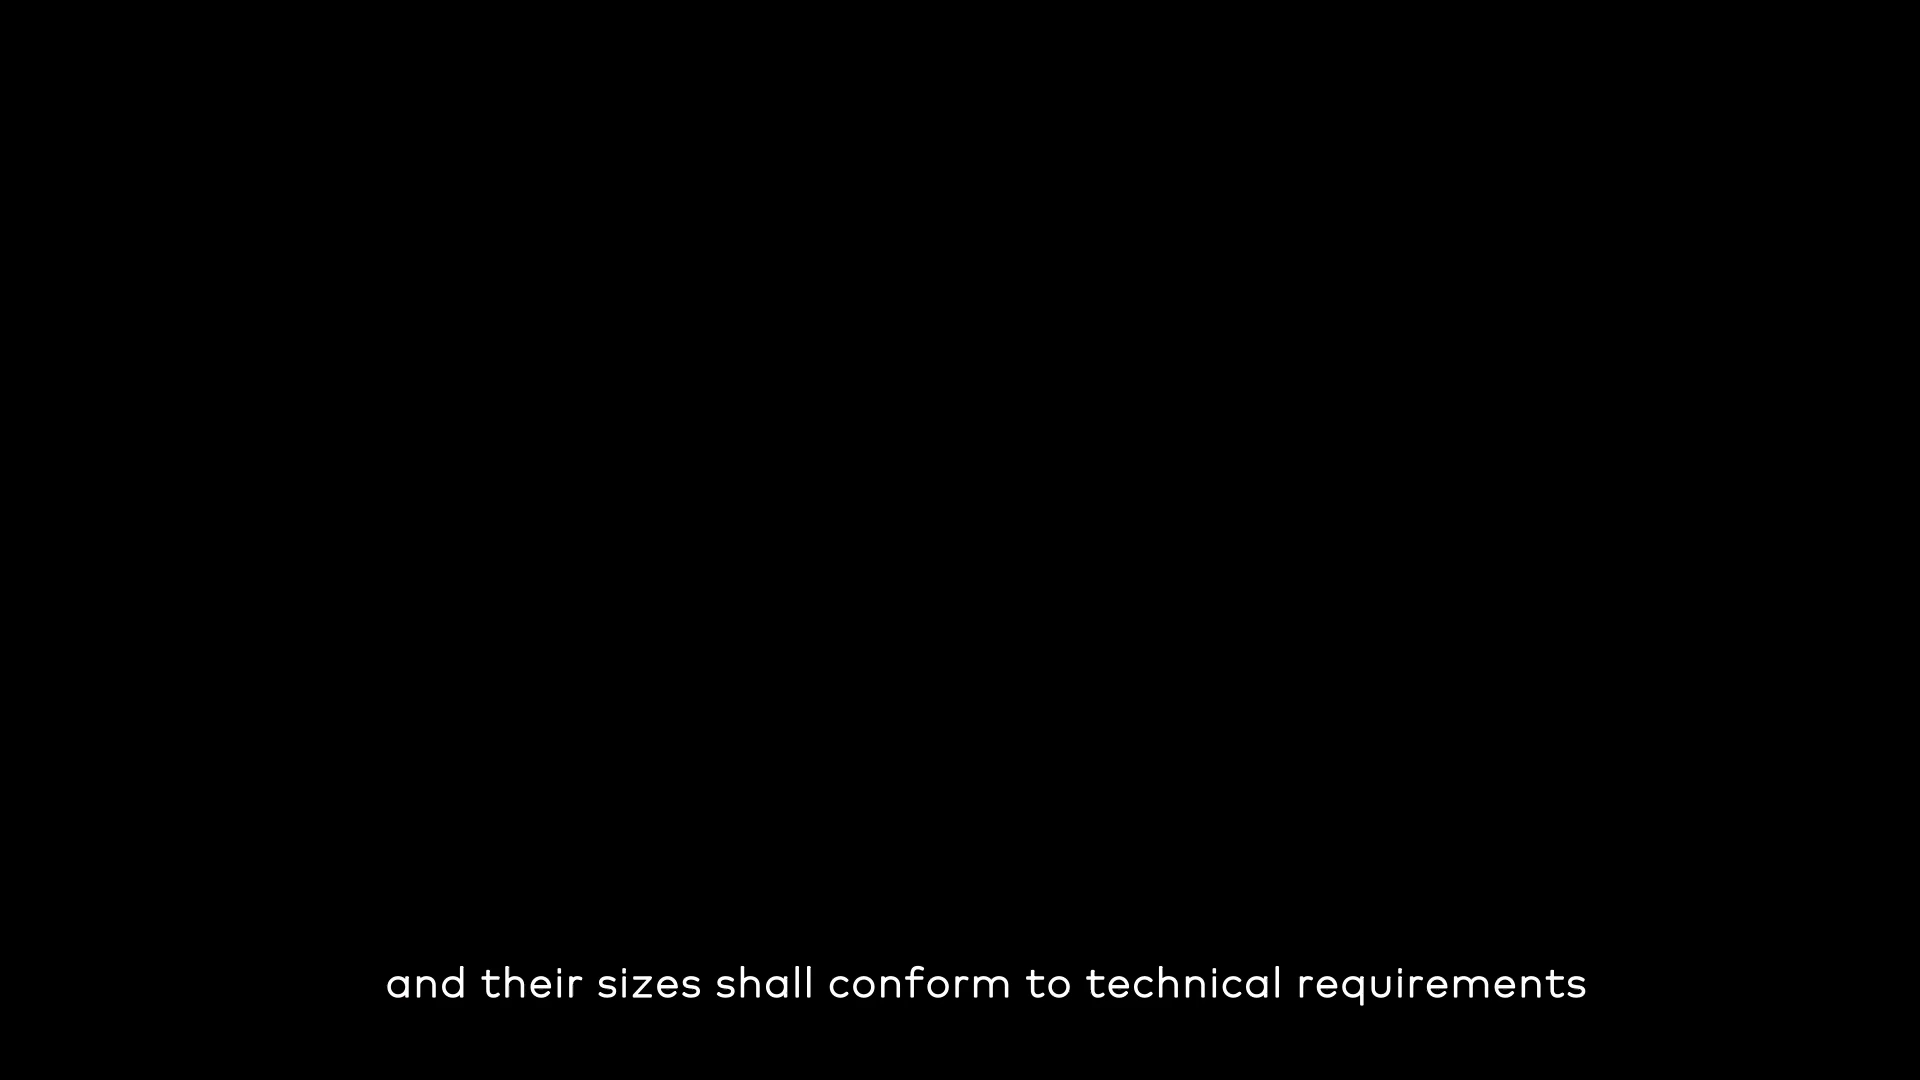 and their sizes shall conform to technical requirements